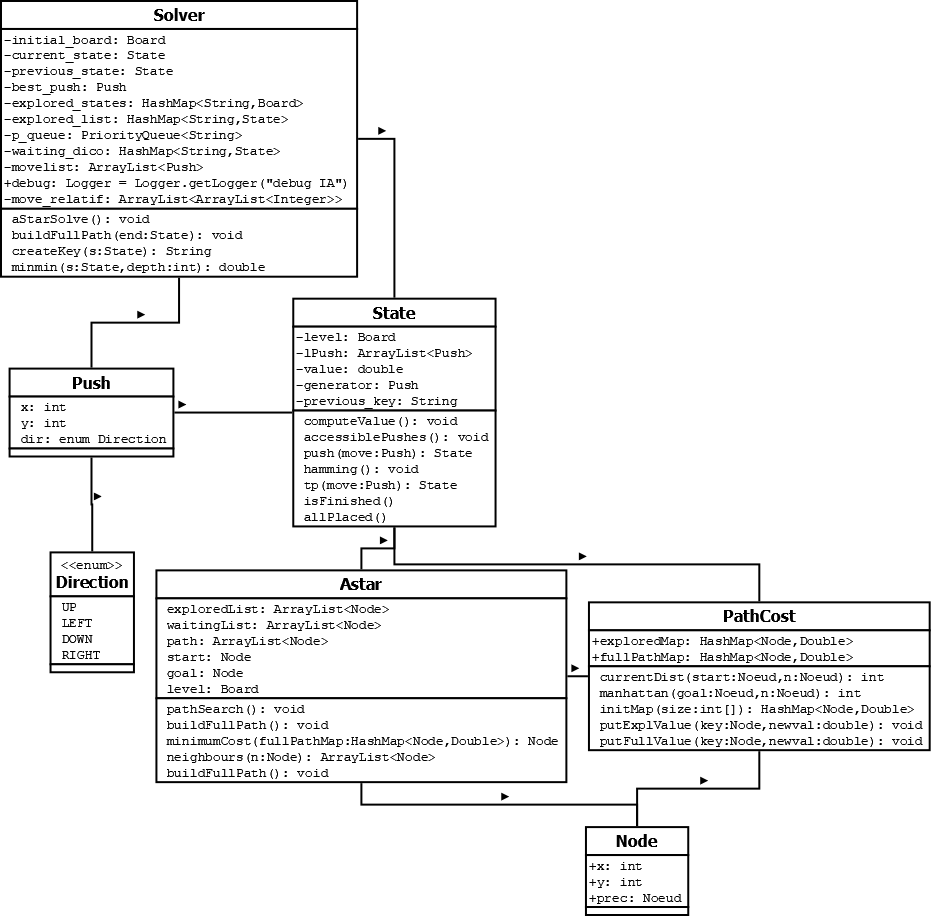 Solver
-initial_board: Board
-current_state: State
-previous_state: State
-best_push: Push
-explored_states: HashMap<String,Board>
-explored_list: HashMap<String,State>
-p_queue: PriorityQueue<String>
-waiting_dico: HashMap<String,State>
-movelist: ArrayList<Push>
+debug: Logger = Logger.getLogger("debug IA")
-move_relatif: ArrayList<ArrayList<Integer>>
aStarSolve(): void
buildFullPath(end:State): void
createKey(s:State): String
minmin(s:State,depth:int): double
State
-level: Board
-lPush: ArrayList<Push>
-value: double
-generator: Push
-previous_key: String
computeValue(): void
accessiblePushes(): void
push(move:Push): State
hamming(): void
tp(move:Push): State
isFinished()
allPlaced()
Push
x: int
y: int
dir: enum Direction
<<enum>>
Direction
UP
LEFT
DOWN
RIGHT
Astar
exploredList: ArrayList<Node>
waitingList: ArrayList<Node>
path: ArrayList<Node>
start: Node
goal: Node
level: Board
pathSearch(): void
buildFullPath(): void
minimumCost(fullPathMap:HashMap<Node,Double>): Node
neighbours(n:Node): ArrayList<Node>
buildFullPath(): void
PathCost
+exploredMap: HashMap<Node,Double>
+fullPathMap: HashMap<Node,Double>
currentDist(start:Noeud,n:Noeud): int
manhattan(goal:Noeud,n:Noeud): int
initMap(size:int[]): HashMap<Node,Double>
putExplValue(key:Node,newval:double): void
putFullValue(key:Node,newval:double): void
Node
+x: int
+y: int
+prec: Noeud